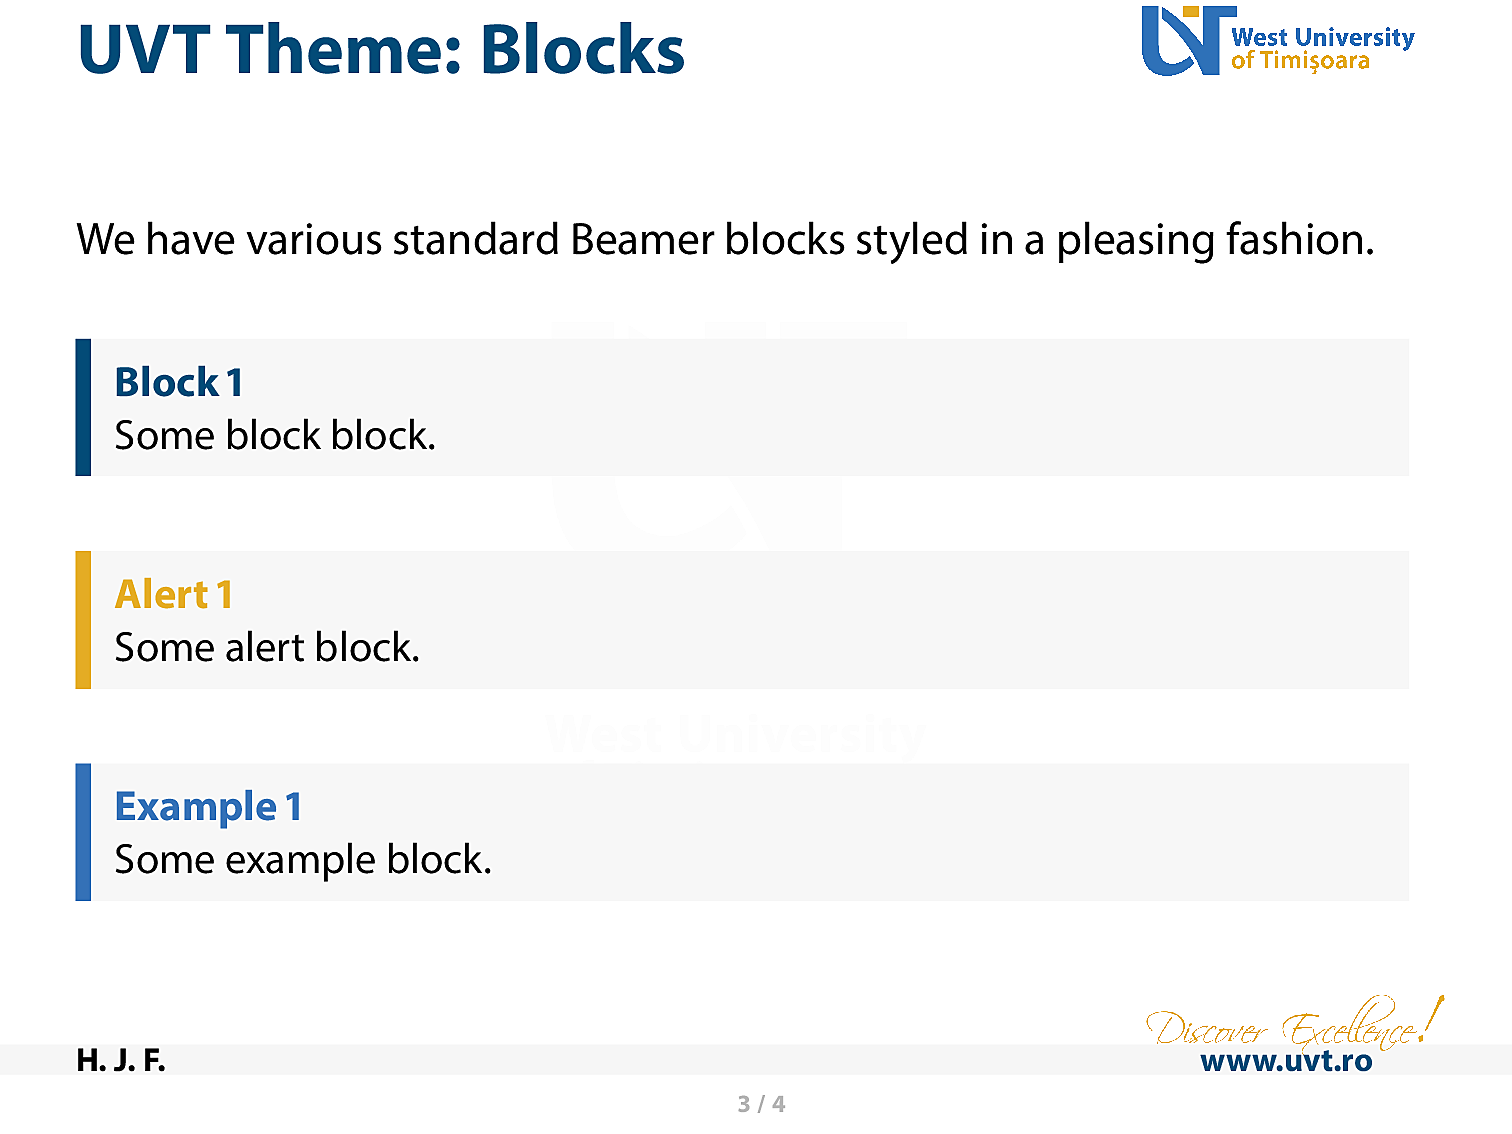 UVT Theme: Blocks
West University
of Timişoara
We have various standard Beamer blocks styled in a pleasing fashion.
Block 1
Some block block.
Alert 1
Some alert block.
West University
Example 1
Some example block.
Discover Excellence!
H. J. F.
www.uvt.ro
3 / 4